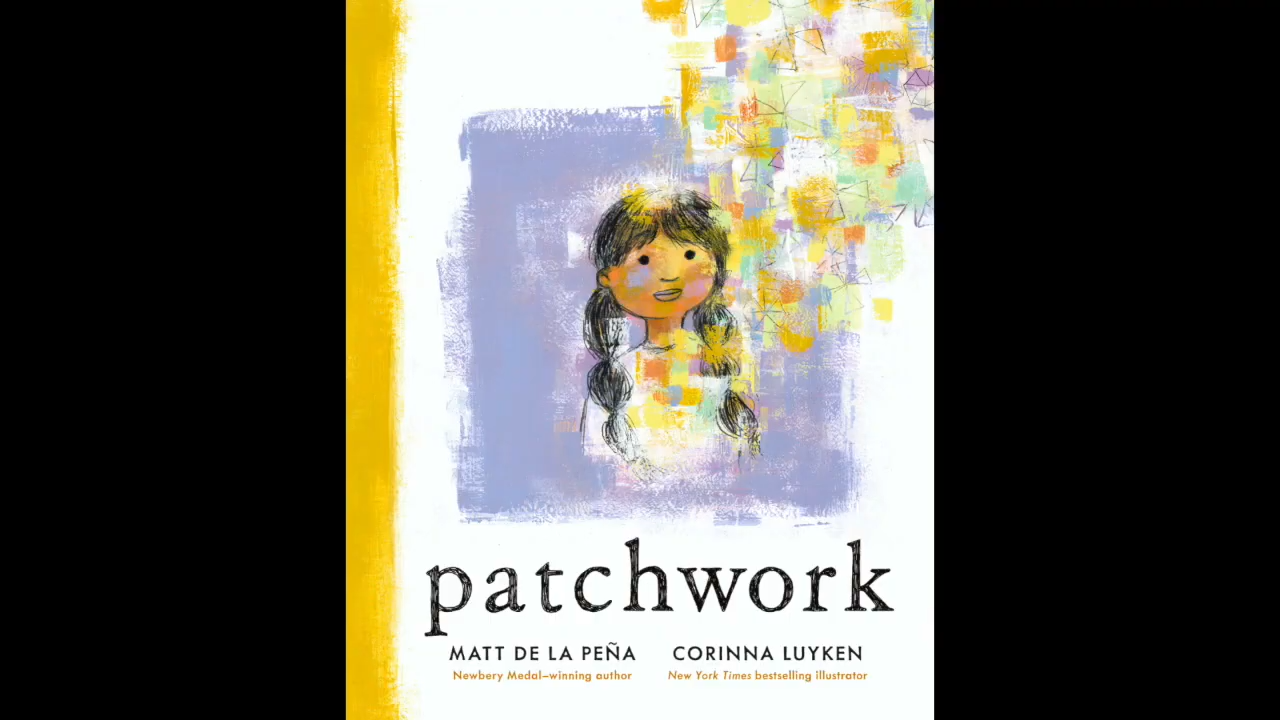 patchwork
MATT DE LA PEÑA
Newbery Medal–winning author
CORINNA LUYKEN
New York Times bestselling illustrator